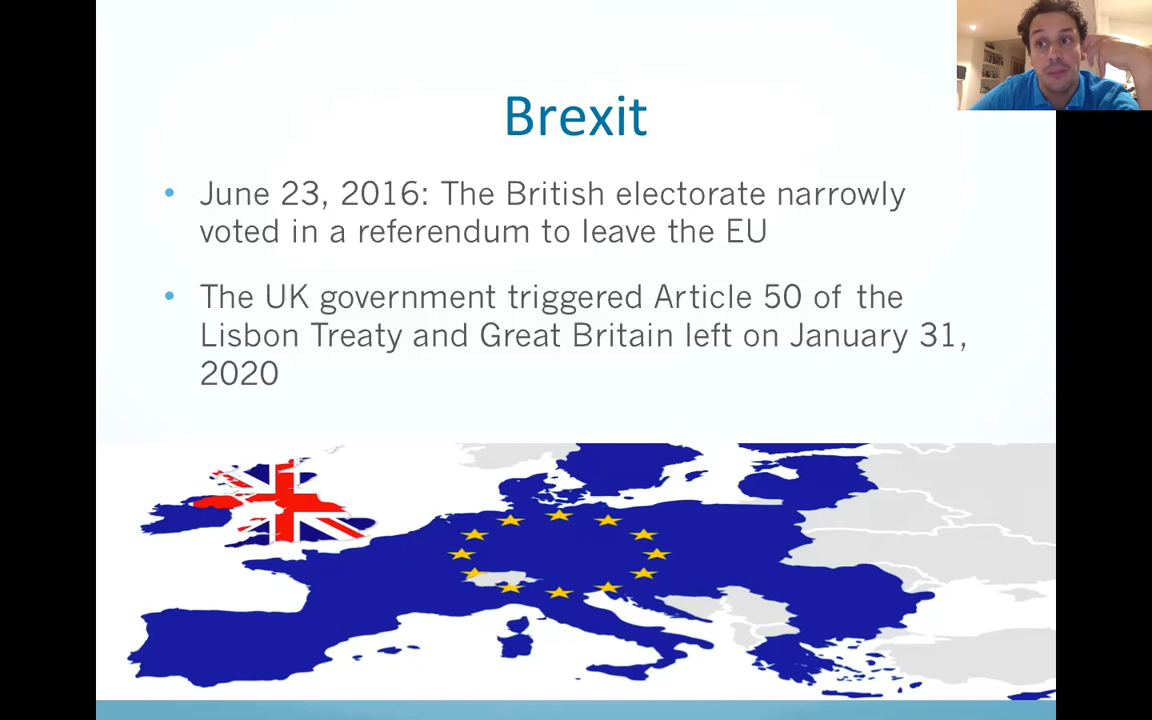 Brexit
• June 23, 2016: The British electorate narrowly
voted in a referendum to leave the EU
• The UK government triggered Article 50 of the
Lisbon Treaty and Great Britain left on January 31,
2020